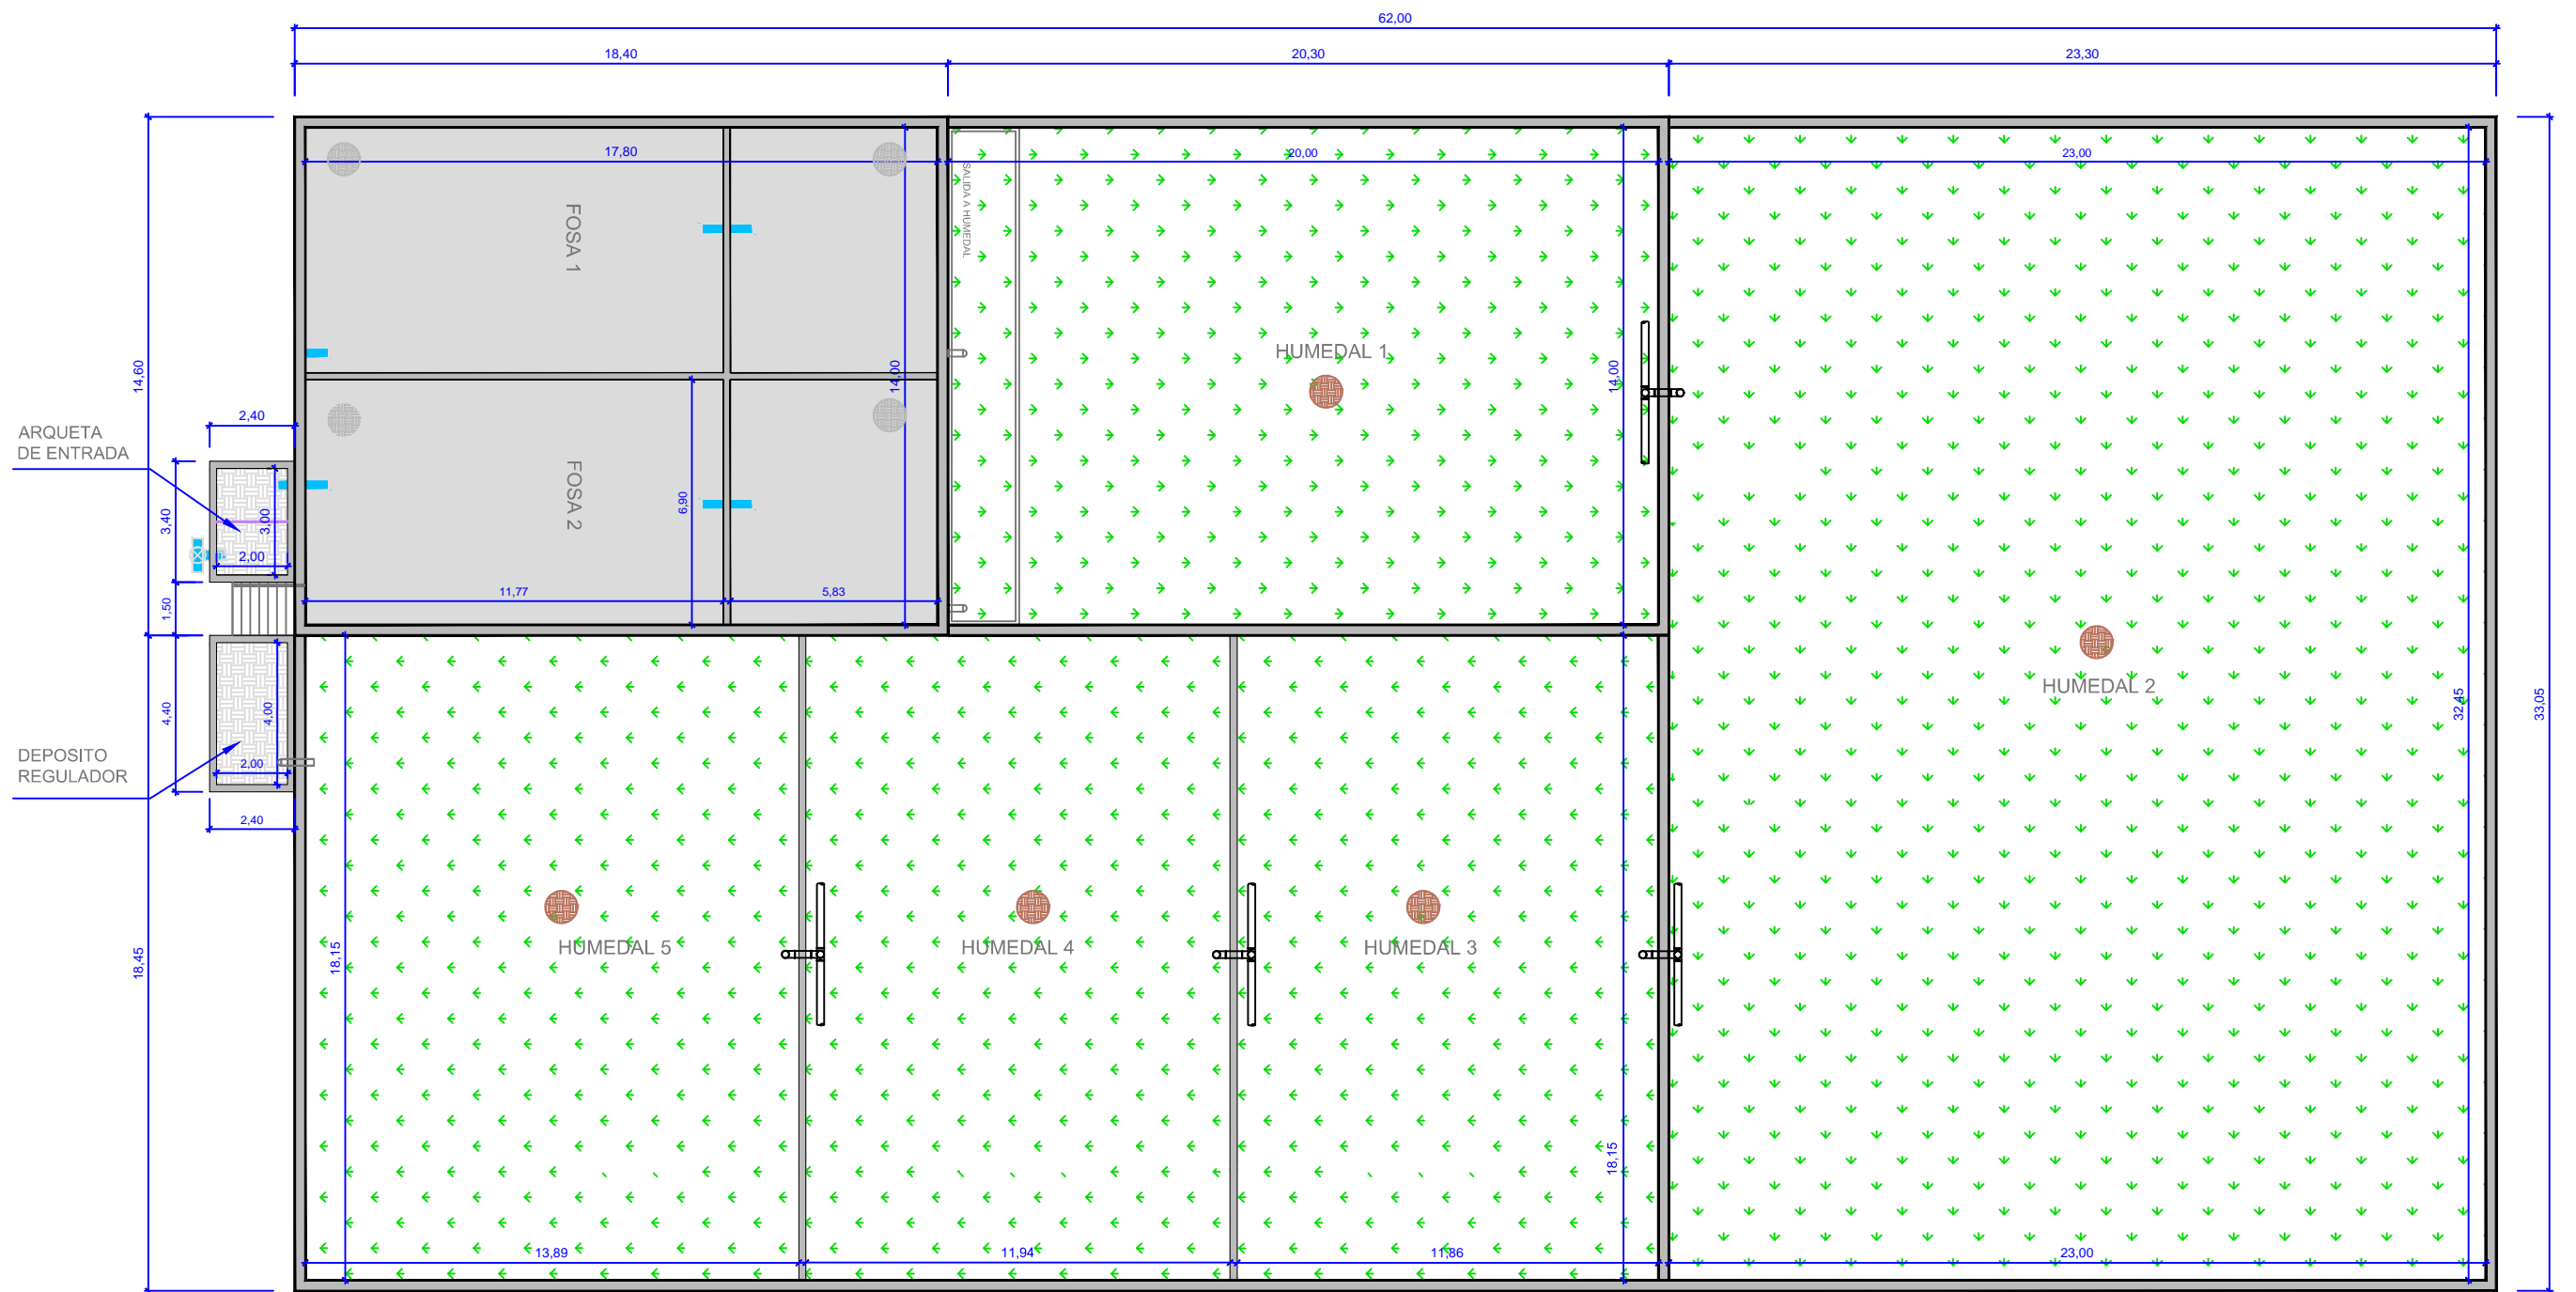 62,00
18,40
20,30
23,30
17,80
20,00
23,00
SALIDA A HUMEDAL
FOSA 1
HUMEDAL 1
14,60
14,00
14,00
2,40
ARQUETA
DE ENTRADA
FOSA 2
6,90
3,40
3,00
2,00
11,77
5,83
1,50
HUMEDAL 2
32,45
33,05
4,40
4,00
DEPOSITO
REGULADOR
2,00
2,40
HUMEDAL 5
HUMEDAL 4
HUMEDAL 3
18,45
18,15
18,15
13,89
11,94
11,86
23,00